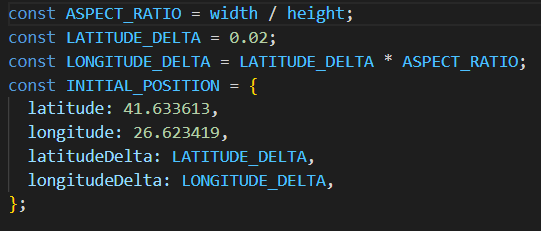 const ASPECT_RATIO = width / height;
const LATITUDE_DELTA = 0.02;
const LONGITUDE_DELTA = LATITUDE_DELTA * ASPECT_RATIO;
const INITIAL_POSITION = {
  latitude: 41.633613,
  longitude: 26.623419,
  latitudeDelta: LATITUDE_DELTA,
  longitudeDelta: LONGITUDE_DELTA,
};